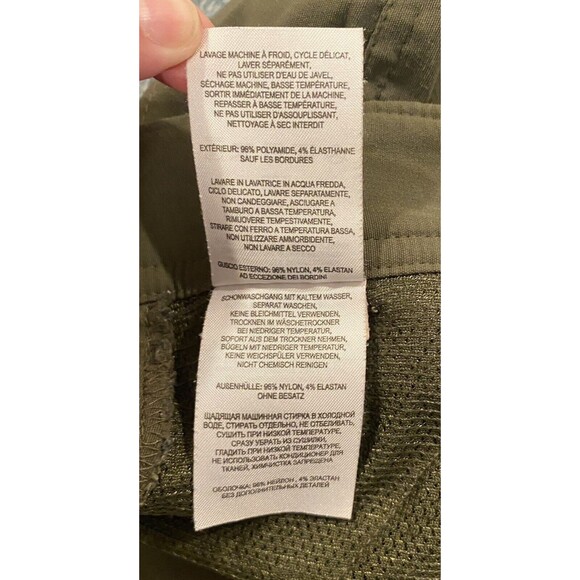 LAVAGE MACHINE À FROID, CYCLE DÉLICAT,
LAVER SÉPARÉMENT,
NE PAS UTILISER D'EAU DE JAVEL,
SÉCHAGE MACHINE, BASSE TEMPÉRATURE,
SORTIR IMMÉDIATEMENT DE LA MACHINE,
REPASSER À BASSE TEMPÉRATURE,
NE PAS UTILISER D'ASSOUPLISSANT,
NETTOYAGE À SEC INTERDIT
EXTÉRIEUR: 96% POLYAMIDE, 4% ÉLASTHANNE
SAUF LES BORDURES
LAVARE IN LAVATRICE IN ACQUA FREDDA,
CICLO DELICATO, LAVARE SEPARATAMENTE,
NON CANDEGGIARE, ASCIUGARE A
TAMBURO A BASSA TEMPERATURA,
RIMUOVERE TEMPESTIVAMENTE,
STIRARE CON FERRO A TEMPERATURA BASSA,
NON UTILIZZARE AMMORBIDENTE,
NON LAVARE A SECCO
GUSCIO ESTERNO: 96% NYLON, 4% ELASTAN
AD ECCEZIONE DEI BORDINI
SCHONWASCHGANG MIT KALTEM WASSER,
SEPARAT WASCHEN,
KEINE BLEICHMITTEL VERWENDEN,
TROCKNEN IM WÄSCHETROCKNER
BEI NIEDRIGER TEMPERATUR,
SOFORT AUS DEM TROCKNER NEHMEN,
BÜGELN MIT NIEDRIGER TEMPERATUR,
KEINE WEICHSPÜLER VERWENDEN,
NICHT CHEMISCH REINIGEN
AUßENHÜLLE: 96% NYLON, 4% ELASTAN
OHNE BESATZ
ЩАДЯЩАЯ МАШИННАЯ СТИРКА В ХОЛОДНОЙ
ВОДЕ, СТИРАТЬ ОТДЕЛЬНО, НЕ ОТБЕЛИВАТЬ,
СУШИТЬ ПРИ НИЗКОЙ ТЕМПЕРАТУРЕ,
СРАЗУ УБРАТЬ ИЗ СУШИЛКИ,
ГЛАДИТЬ ПРИ НИЗКОЙ ТЕМПЕРАТУРЕ,
НЕ ИСПОЛЬЗОВАТЬ КОНДИЦИОНЕР ДЛЯ
ТКАНЕЙ, ХИМЧИСТКА ЗАПРЕЩЕНА
ОБОЛОЧКА: 96% НЕЙЛОН, 4% ЭЛАСТАН
БЕЗ ДОПОЛНИТЕЛЬНЫХ ДЕТАЛЕЙ